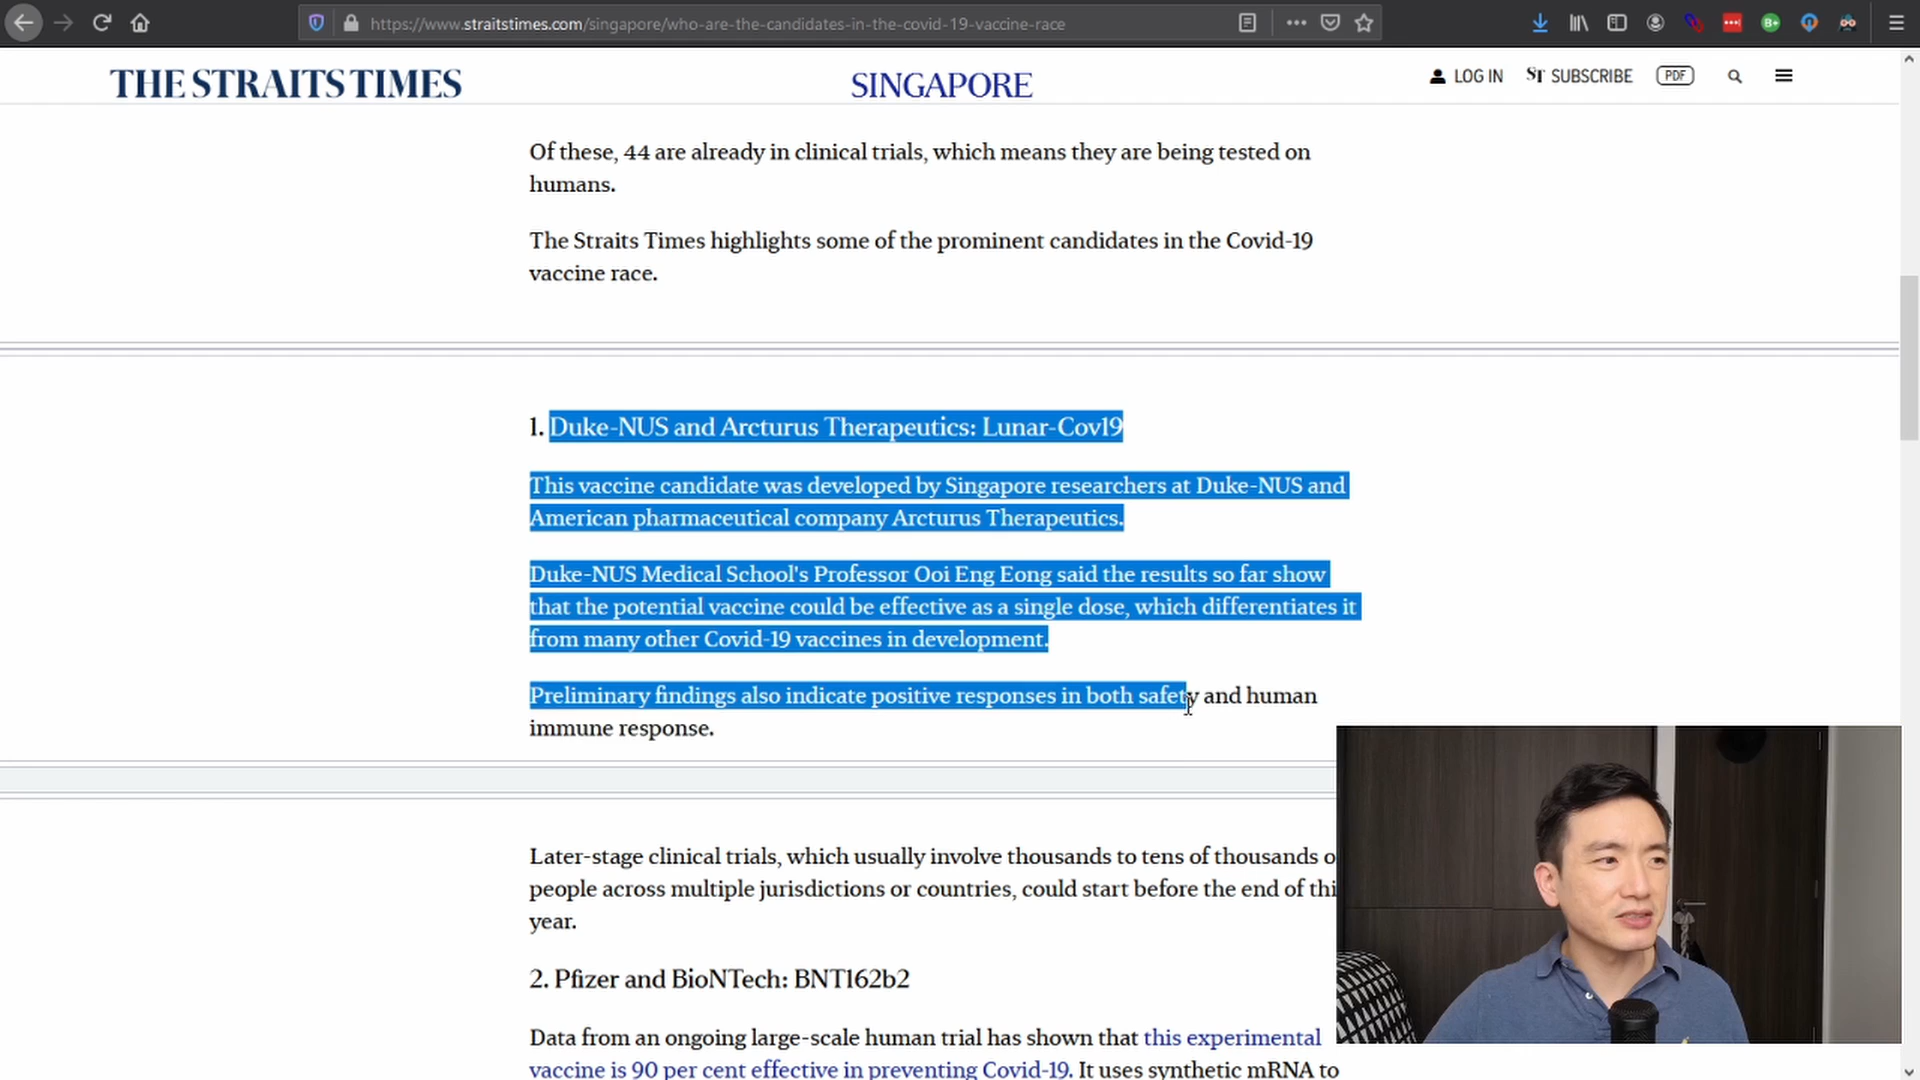 https://www.straitstimes.com/singapore/who-are-the-candidates-in-the-covid-19-vaccine-race
THE STRAITS TIMES
SINGAPORE
LOG IN
ST SUBSCRIBE
PDF
Of these, 44 are already in clinical trials, which means they are being tested on
humans.
The Straits Times highlights some of the prominent candidates in the Covid-19
vaccine race.
1. Duke-NUS and Arcturus Therapeutics: Lunar-Cov19
This vaccine candidate was developed by Singapore researchers at Duke-NUS and
American pharmaceutical company Arcturus Therapeutics.
Duke-NUS Medical School's Professor Ooi Eng Eong said the results so far show
that the potential vaccine could be effective as a single dose, which differentiates it
from many other Covid-19 vaccines in development.
Preliminary findings also indicate positive responses in both safety and human
immune response.
Later-stage clinical trials, which usually involve thousands to tens of thousands o
people across multiple jurisdictions or countries, could start before the end of thi
year.
2. Pfizer and BioNTech: BNT162b2
Data from an ongoing large-scale human trial has shown that this experimental
vaccine is 90 per cent effective in preventing Covid-19. It uses synthetic mRNA to